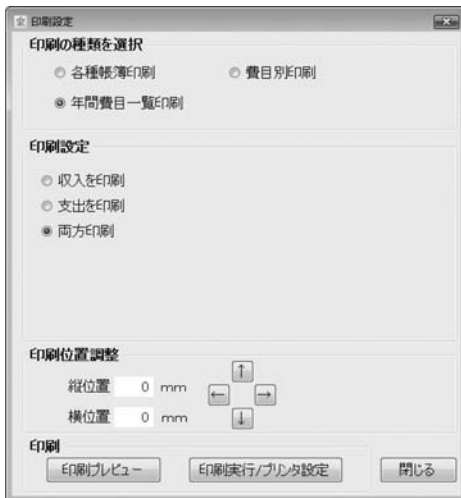 印刷設定
印刷の種類を選択
各種帳簿印刷 費目別印刷
年間費目一覧印刷
印刷設定
収入を印刷
支出を印刷
両方印刷
印刷位置調整
↑
縦位置 0 mm ← →
横位置 0 mm ↓
印刷
印刷プレビュー 印刷実行/プリンタ設定 閉じる